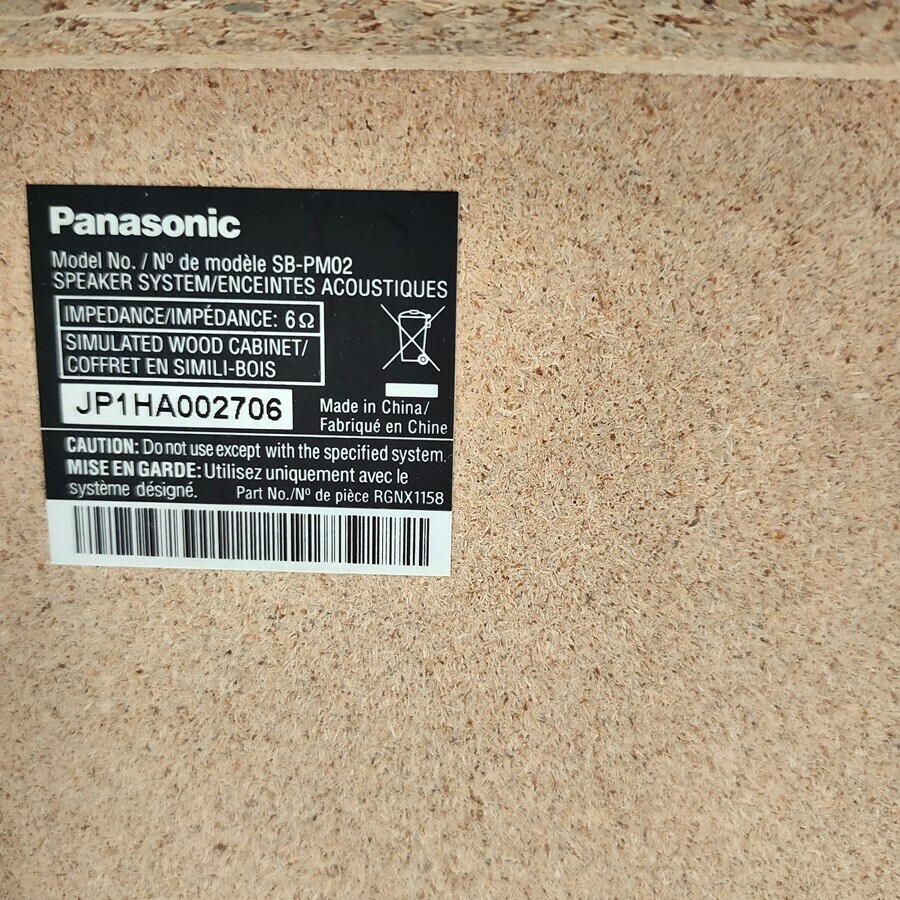 Panasonic
Model No. / Nº de modèle SB-PM02
SPEAKER SYSTEM/ENCEINTES ACOUSTIQUES
IMPEDANCE/IMPÉDANCE: 6Ω
SIMULATED WOOD CABINET/
COFFRET EN SIMILI-BOIS
JP1HA002706
Made in China/
Fabriqué en Chine
CAUTION: Do not use except with the specified system.
MISE EN GARDE: Utilisez uniquement avec le
système désigné.
Part No./Nº de pièce RGNX1158